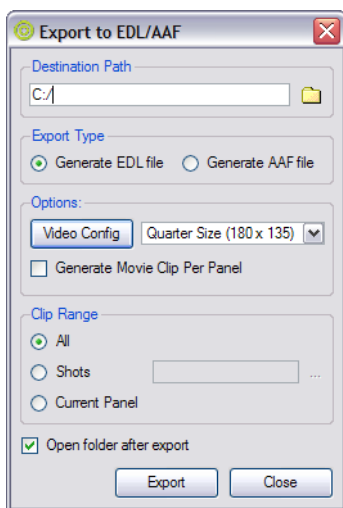 Export to EDL/AAF
Destination Path
C:/
Export Type
Generate EDL file Generate AAF file
Options:
Video Config Quarter Size (180 x 135)
Generate Movie Clip Per Panel
Clip Range
All
Shots ...
Current Panel
Open folder after export
Export Close